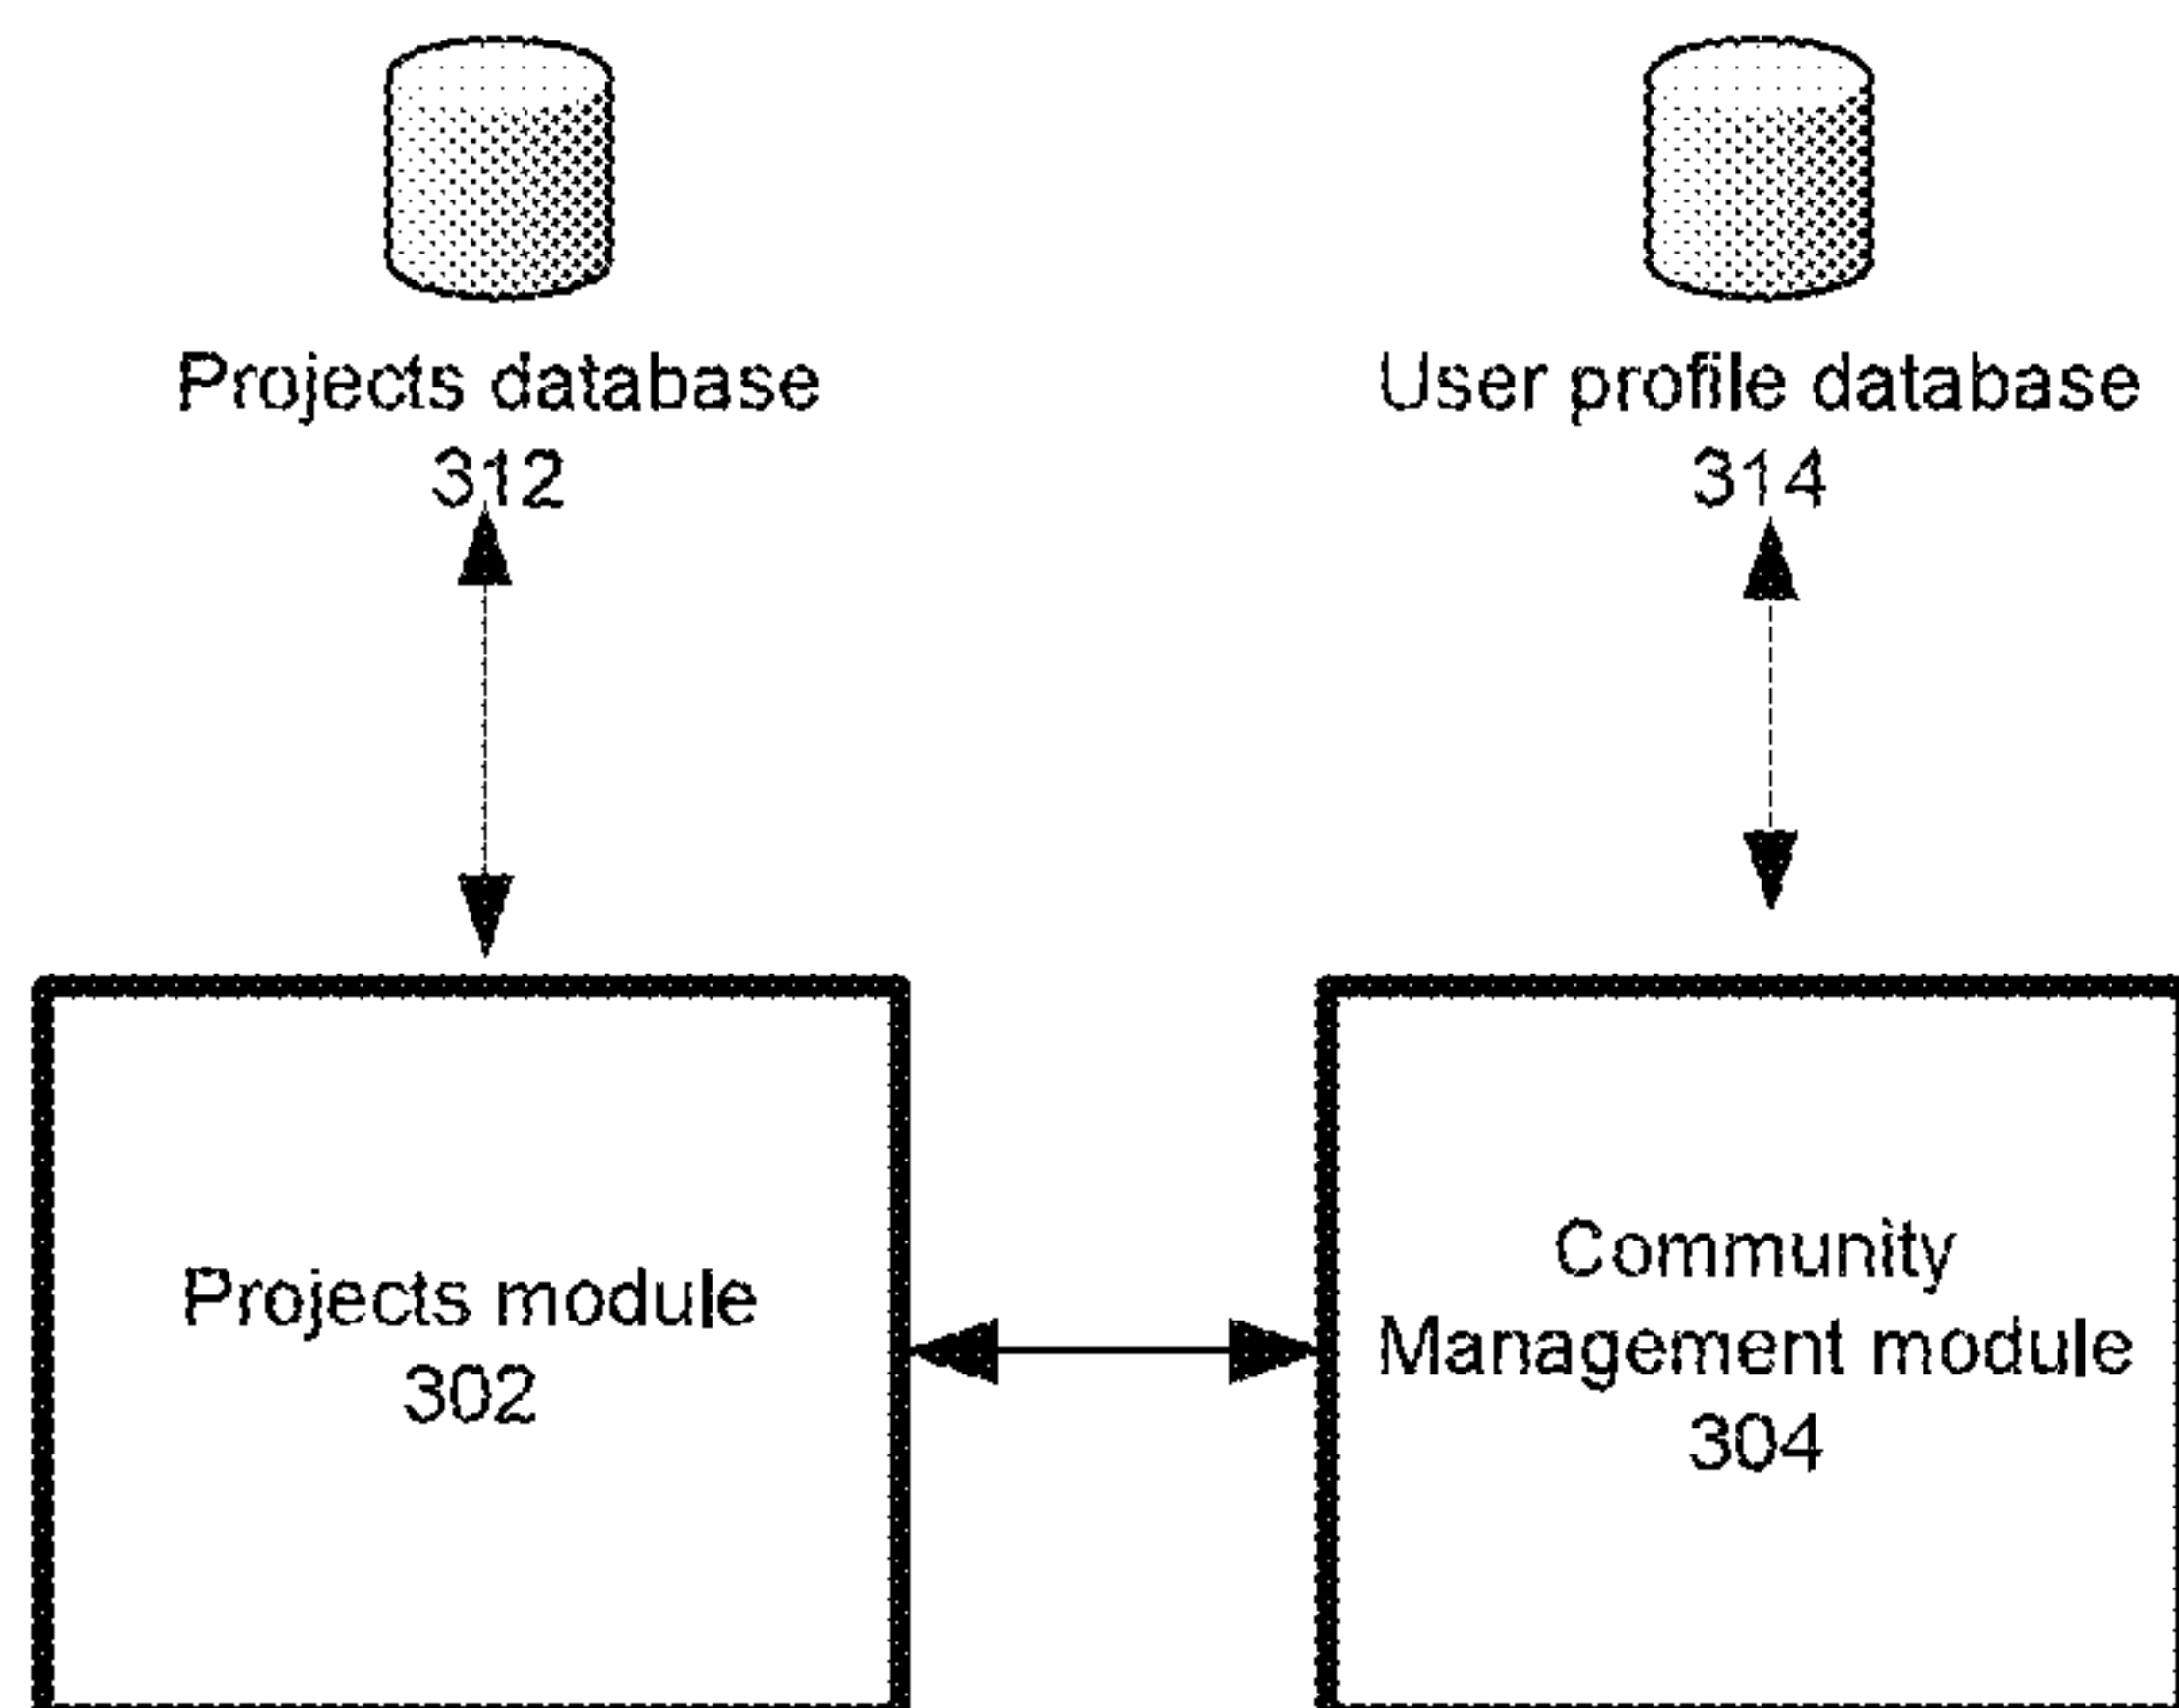 Projects database
312
User profile database
314
Projects module
302
Community
Management module
304